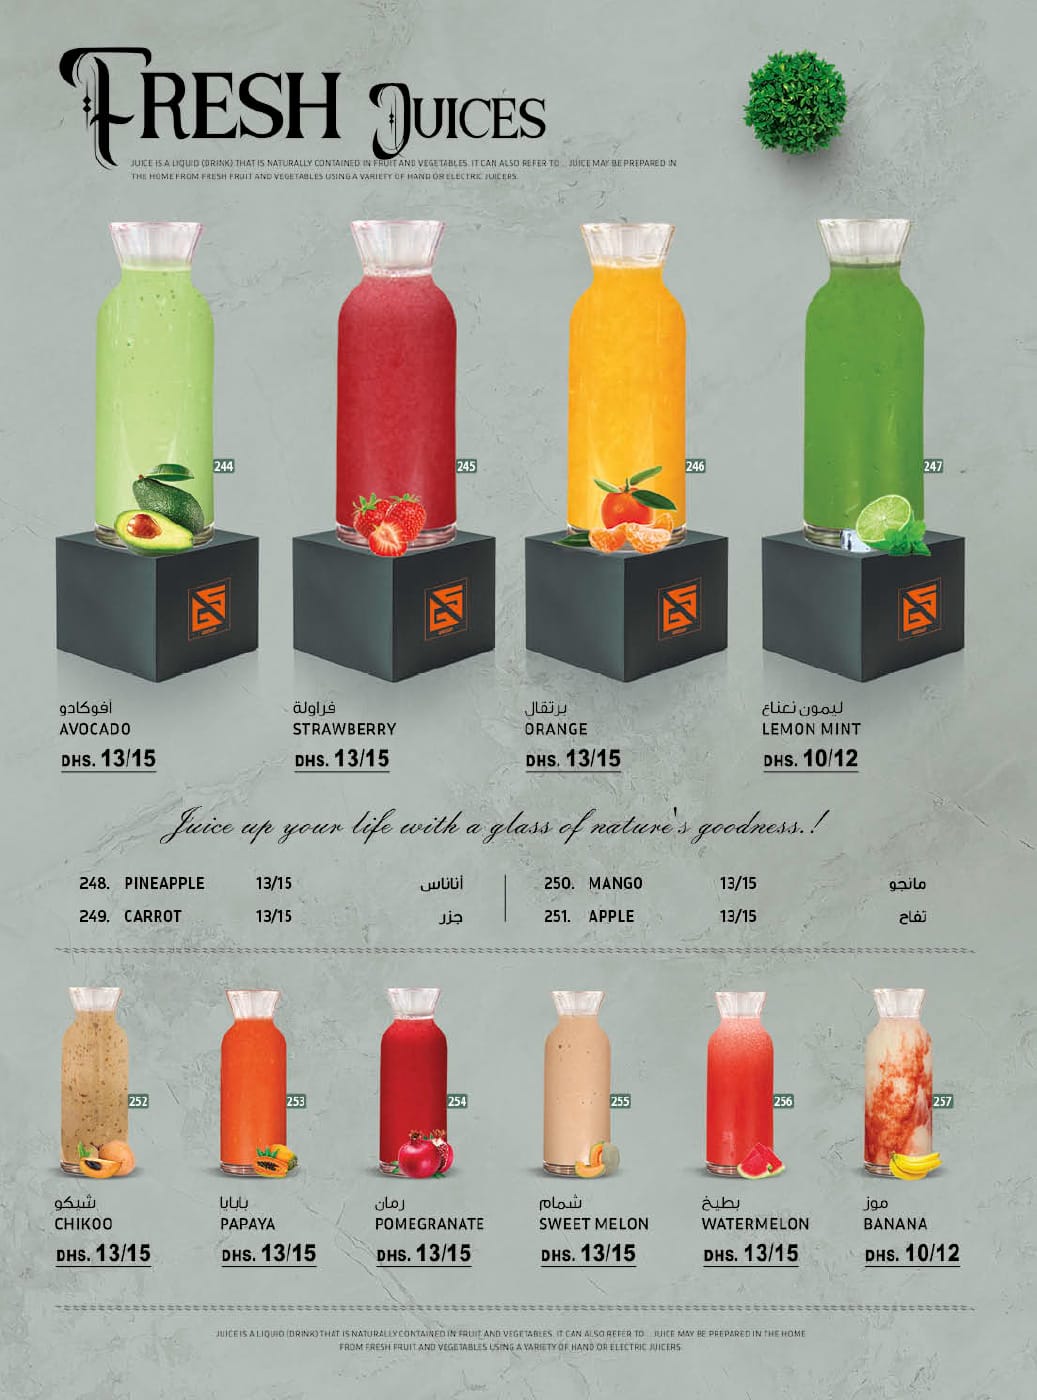 FRESH JUICES
JUICE IS A LIQUID (DRINK) THAT IS NATURALLY CONTAINED IN FRUIT AND VEGETABLES. IT CAN ALSO REFER TO... JUICE MAY BE PREPARED IN
THE HOME FROM FRESH FRUIT AND VEGETABLES USING A VARIETY OF HAND OR ELECTRIC JUICERS.
244
245
246
247
أفوكادو
AVOCADO
DHS. 13/15
فراولة
STRAWBERRY
DHS. 13/15
برتقال
ORANGE
DHS. 13/15
ليمون نعناع
LEMON MINT
DHS. 10/12
Juice up your life with a glass of nature's goodness.!
248. PINEAPPLE 13/15 أناناس
249. CARROT 13/15 جزر
250. MANGO 13/15 مانجو
251. APPLE 13/15 تفاح
252
253
254
255
256
257
شيكو
CHIKOO
DHS. 13/15
بابايا
PAPAYA
DHS. 13/15
رمان
POMEGRANATE
DHS. 13/15
شمام
SWEET MELON
DHS. 13/15
بطيخ
WATERMELON
DHS. 13/15
موز
BANANA
DHS. 10/12
JUICE IS A LIQUID (DRINK) THAT IS NATURALLY CONTAINED IN FRUIT AND VEGETABLES. IT CAN ALSO REFER TO... JUICE MAY BE PREPARED IN THE HOME
FROM FRESH FRUIT AND VEGETABLES USING A VARIETY OF HAND OR ELECTRIC JUICERS.